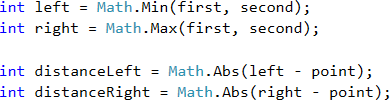 int left = Math.Min(first, second);
int right = Math.Max(first, second);
int distanceLeft = Math.Abs(left - point);
int distanceRight = Math.Abs(right - point);